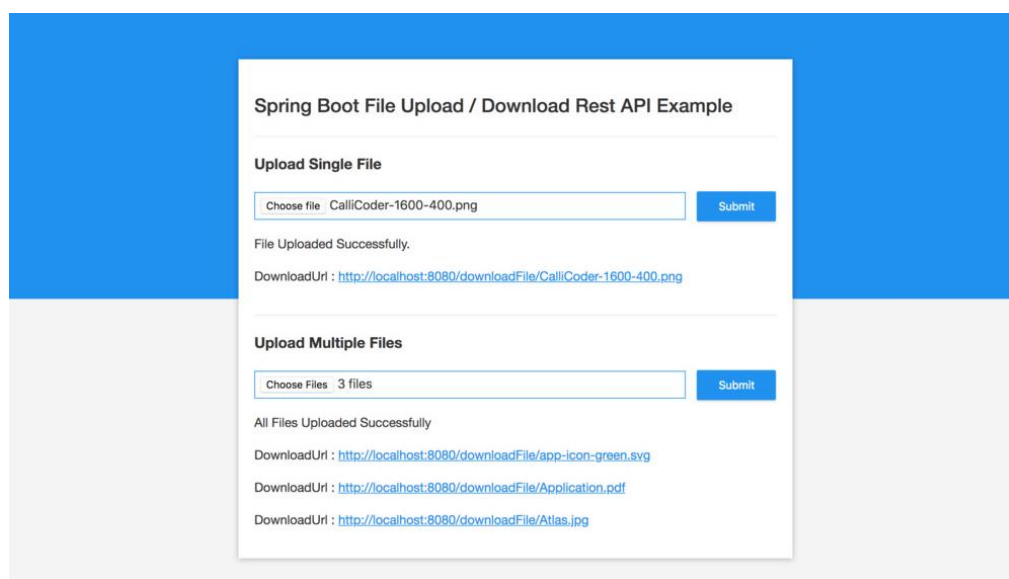 Spring Boot File Upload / Download Rest API Example
Upload Single File
Choose file CalliCoder-1600-400.png Submit
File Uploaded Successfully.
DownloadUrl : http://localhost:8080/downloadFile/CalliCoder-1600-400.png
Upload Multiple Files
Choose Files 3 files Submit
All Files Uploaded Successfully
DownloadUrl : http://localhost:8080/downloadFile/app-icon-green.svg
DownloadUrl : http://localhost:8080/downloadFile/Application.pdf
DownloadUrl : http://localhost:8080/downloadFile/Atlas.jpg